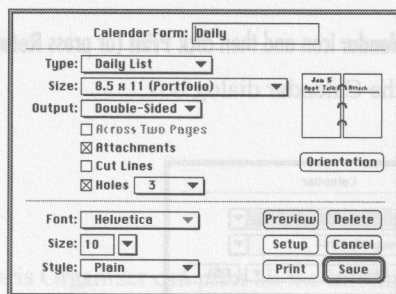 Calendar Form: Daily
Type: Daily List
Size: 8.5 x 11 (Portfolio)
Output: Double-Sided
Across Two Pages
Attachments
Cut Lines
Holes 3
Jan 5
Appt Talk Attach
Orientation
Font: Helvetica
Size: 10
Style: Plain
Preview Delete
Setup Cancel
Print Save